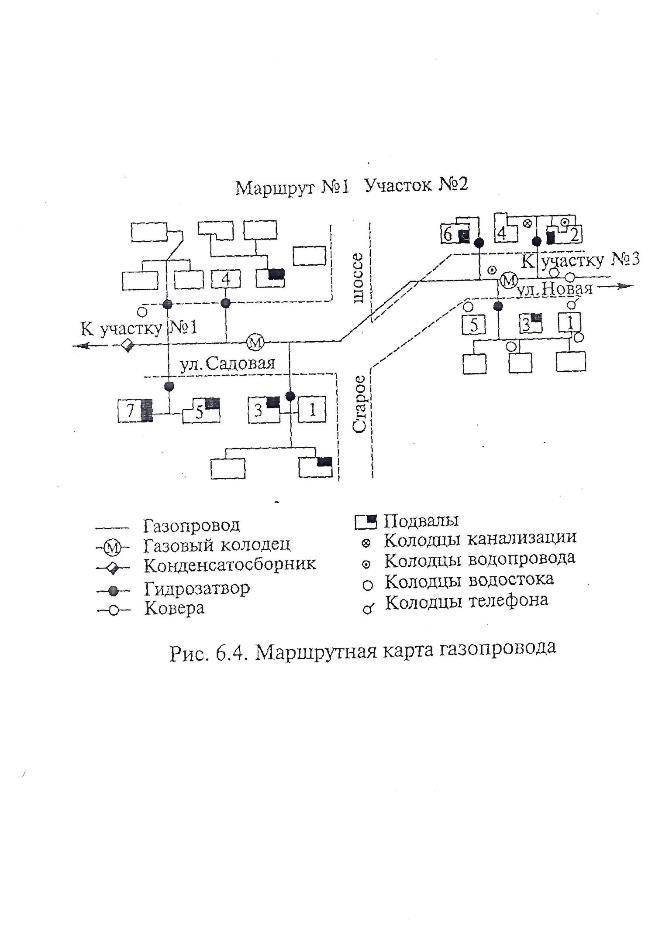 Маршрут №1 Участок №2
6
4
2
К участку №3
4
шоссе
ул. Новая
5
3
1
К участку №1
М
М
ул. Садовая
7
5
3
1
Старое
Газопровод
М
Газовый колодец
Конденсатосборник
Гидрозатвор
Ковера
Подвалы
Колодцы канализации
Колодцы водопровода
Колодцы водостока
Колодцы телефона
Рис. 6.4. Маршрутная карта газопровода